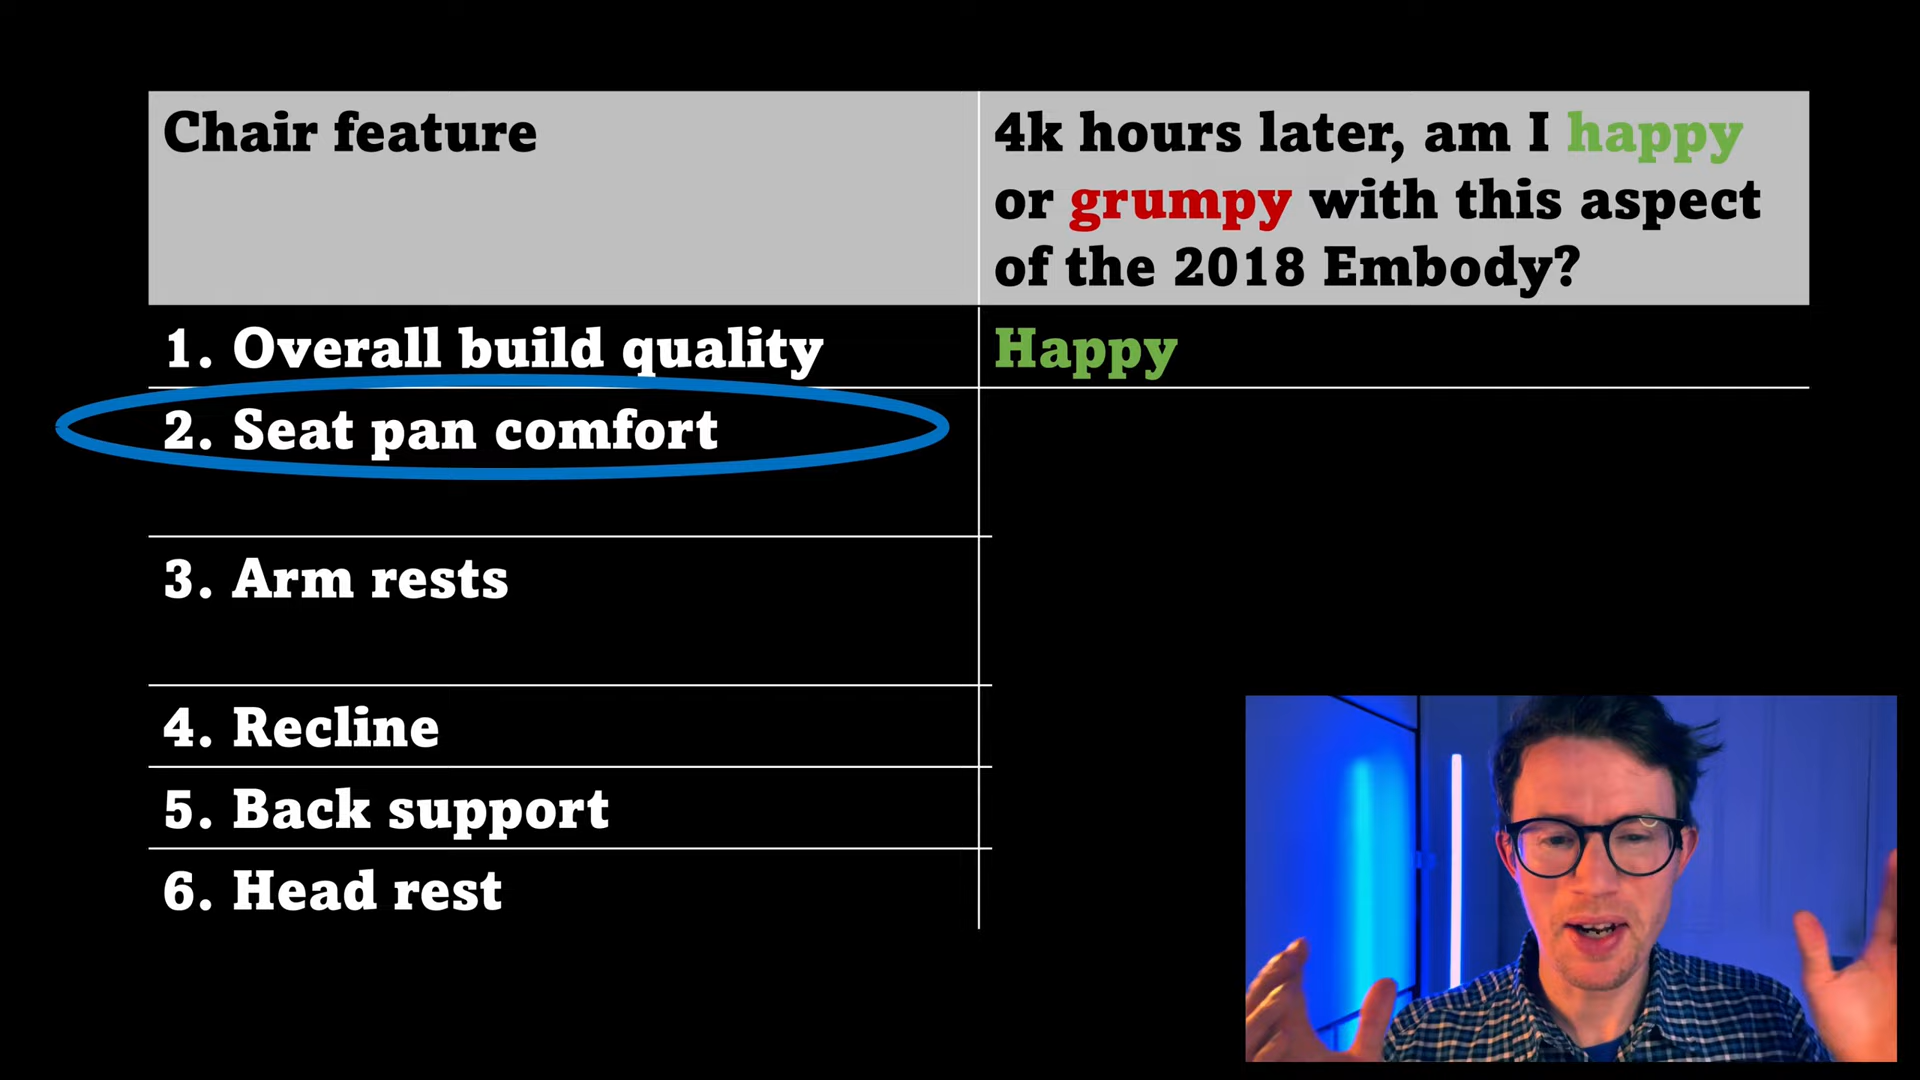 Chair feature
4k hours later, am I happy
or grumpy with this aspect
of the 2018 Embody?
1. Overall build quality
Happy
2. Seat pan comfort
3. Arm rests
4. Recline
5. Back support
6. Head rest